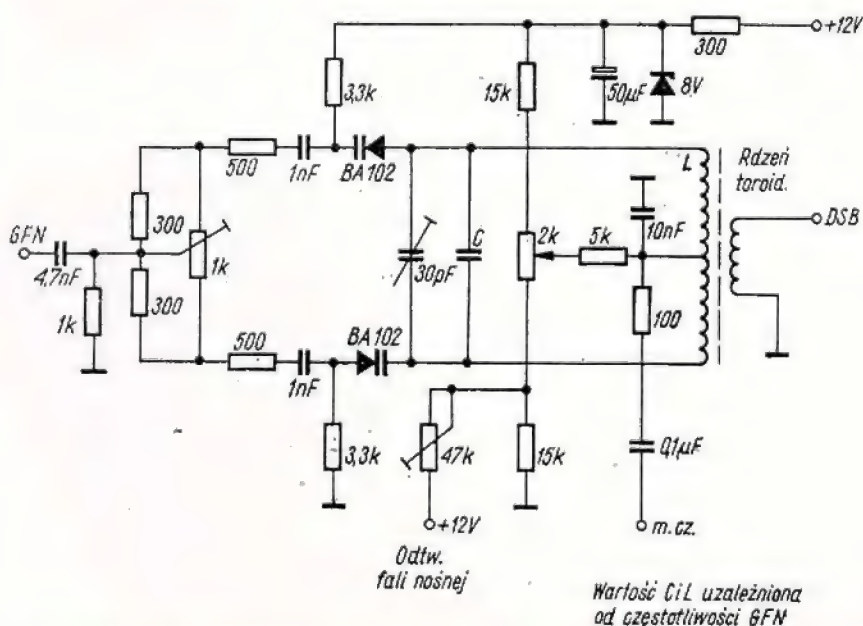 +12V
300
3,3k
15k
50µF
8V
500
1nF
BA102
L
Rdzeń
toroid.
300
GFN
4,7nF
1k
1k
300
30pF
C
2k
5k
10nF
DSB
100
500
1nF
BA102
3,3k
47k
15k
0,1µF
+12V
m.cz.
Odtw.
fali nośnej
Wartość C i L uzależniona
od częstotliwości GFN